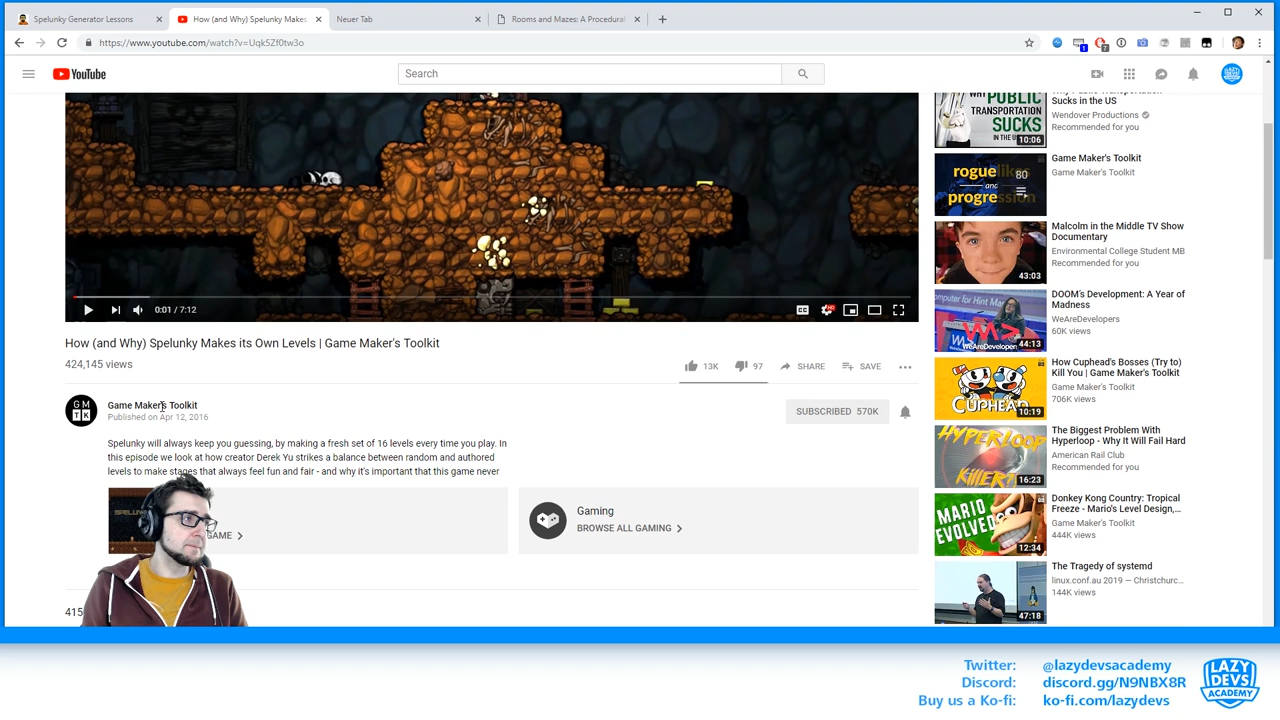 Spelunky Generator Lessons
How (and Why) Spelunky Makes
Neuer Tab
Rooms and Mazes: A Procedural
https://www.youtube.com/watch?v=Uqk5Zf0tw3o
1
7
YouTube
Search
0:01 / 7:12
How (and Why) Spelunky Makes its Own Levels | Game Maker's Toolkit
424,145 views
13K
97
SHARE
SAVE
GM
TK
Game Maker's Toolkit
Published on Apr 12, 2016
SUBSCRIBED 570K
Spelunky will always keep you guessing, by making a fresh set of 16 levels every time you play. In
this episode we look at how creator Derek Yu strikes a balance between random and authored
levels to make stages that always feel fun and fair - and why it's important that this game never
GAME
Gaming
BROWSE ALL GAMING
415
PUBLIC
TRANSPORTATION
SUCKS
IN THE U
10:06
Sucks in the US
Wendover Productions
Recommended for you
rogue
and
progression
80
Game Maker's Toolkit
Game Maker's Toolkit
43:03
Malcolm in the Middle TV Show
Documentary
Environmental College Student MB
Recommended for you
WeAreDevelopers
44:13
DOOM's Development: A Year of
Madness
WeAreDevelopers
60K views
CUPHEAD
10:19
How Cuphead's Bosses (Try to)
Kill You | Game Maker's Toolkit
Game Maker's Toolkit
706K views
HYPERLOOP
KILLER?
16:23
The Biggest Problem With
Hyperloop - Why It Will Fail Hard
American Rail Club
Recommended for you
MARIO
EVOLVED
12:34
Donkey Kong Country: Tropical
Freeze - Mario's Level Design,...
Game Maker's Toolkit
444K views
47:18
The Tragedy of systemd
linux.conf.au 2019 — Christchurc...
144K views
Twitter: @lazydevsacademy
Discord: discord.gg/N9NBX8R
Buy us a Ko-fi: ko-fi.com/lazydevs
LAZY
DEVS
ACADEMY